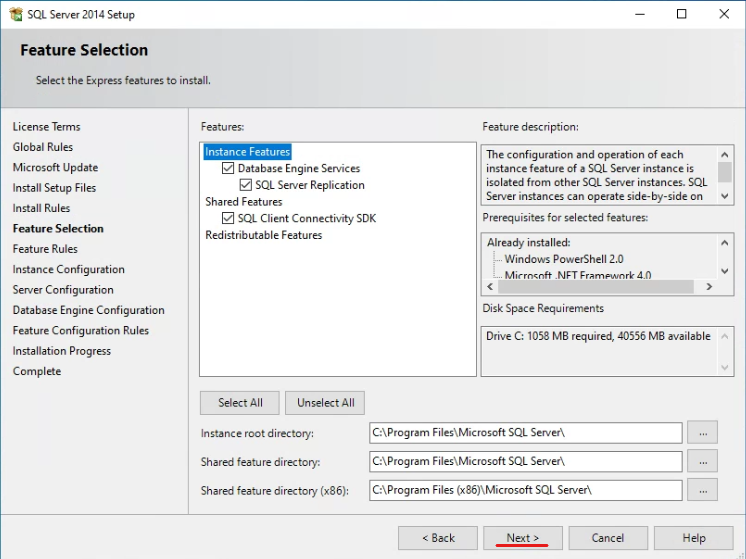 SQL Server 2014 Setup
Feature Selection
Select the Express features to install.
License Terms
Global Rules
Microsoft Update
Install Setup Files
Install Rules
Feature Selection
Feature Rules
Instance Configuration
Server Configuration
Database Engine Configuration
Feature Configuration Rules
Installation Progress
Complete
Features:
Instance Features
Database Engine Services
SQL Server Replication
Shared Features
SQL Client Connectivity SDK
Redistributable Features
Feature description:
The configuration and operation of each
instance feature of a SQL Server instance is
isolated from other SQL Server instances. SQL
Server instances can operate side-by-side on
Prerequisites for selected features:
Already installed:
Windows PowerShell 2.0
Microsoft .NET Framework 4.0
Disk Space Requirements
Drive C: 1058 MB required, 40556 MB available
Select All
Unselect All
Instance root directory:
C:\Program Files\Microsoft SQL Server\
...
Shared feature directory:
C:\Program Files\Microsoft SQL Server\
...
Shared feature directory (x86):
C:\Program Files (x86)\Microsoft SQL Server\
...
< Back
Next >
Cancel
Help